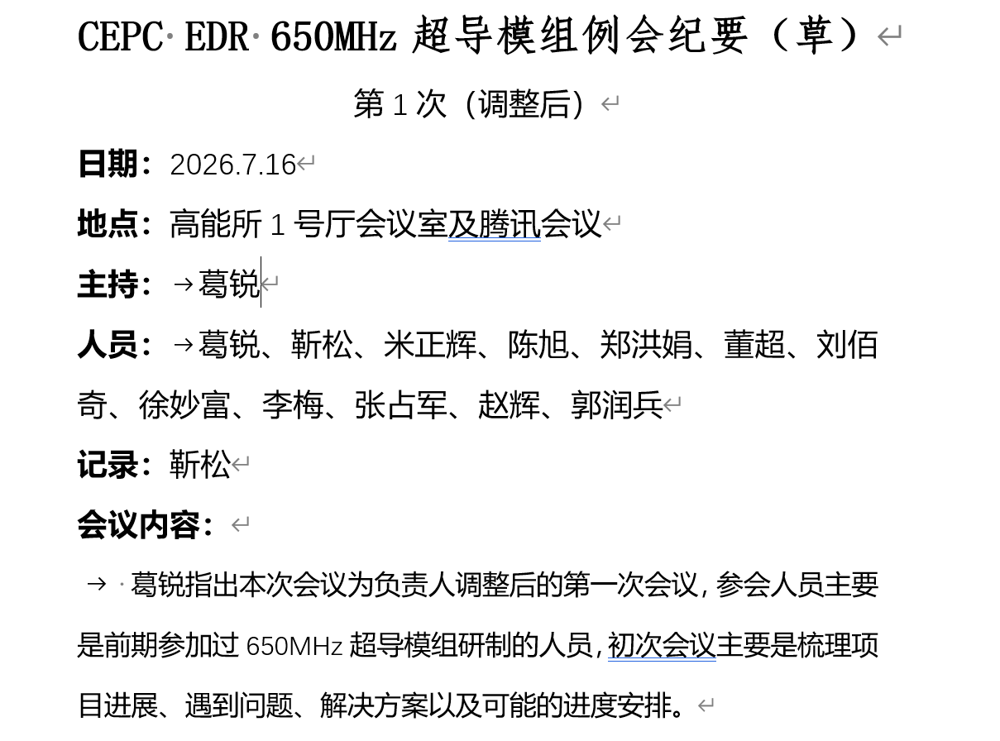 CEPC EDR 650MHz 超导模组例会纪要（草）
第 1 次（调整后）
日期：2026.7.16
地点：高能所 1 号厅会议室及腾讯会议
主持：葛锐
人员：葛锐、靳松、米正辉、陈旭、郑洪娟、董超、刘佰
奇、徐妙富、李梅、张占军、赵辉、郭润兵
记录：靳松
会议内容：
葛锐指出本次会议为负责人调整后的第一次会议，参会人员主要
是前期参加过 650MHz 超导模组研制的人员，初次会议主要是梳理项
目进展、遇到问题、解决方案以及可能的进度安排。